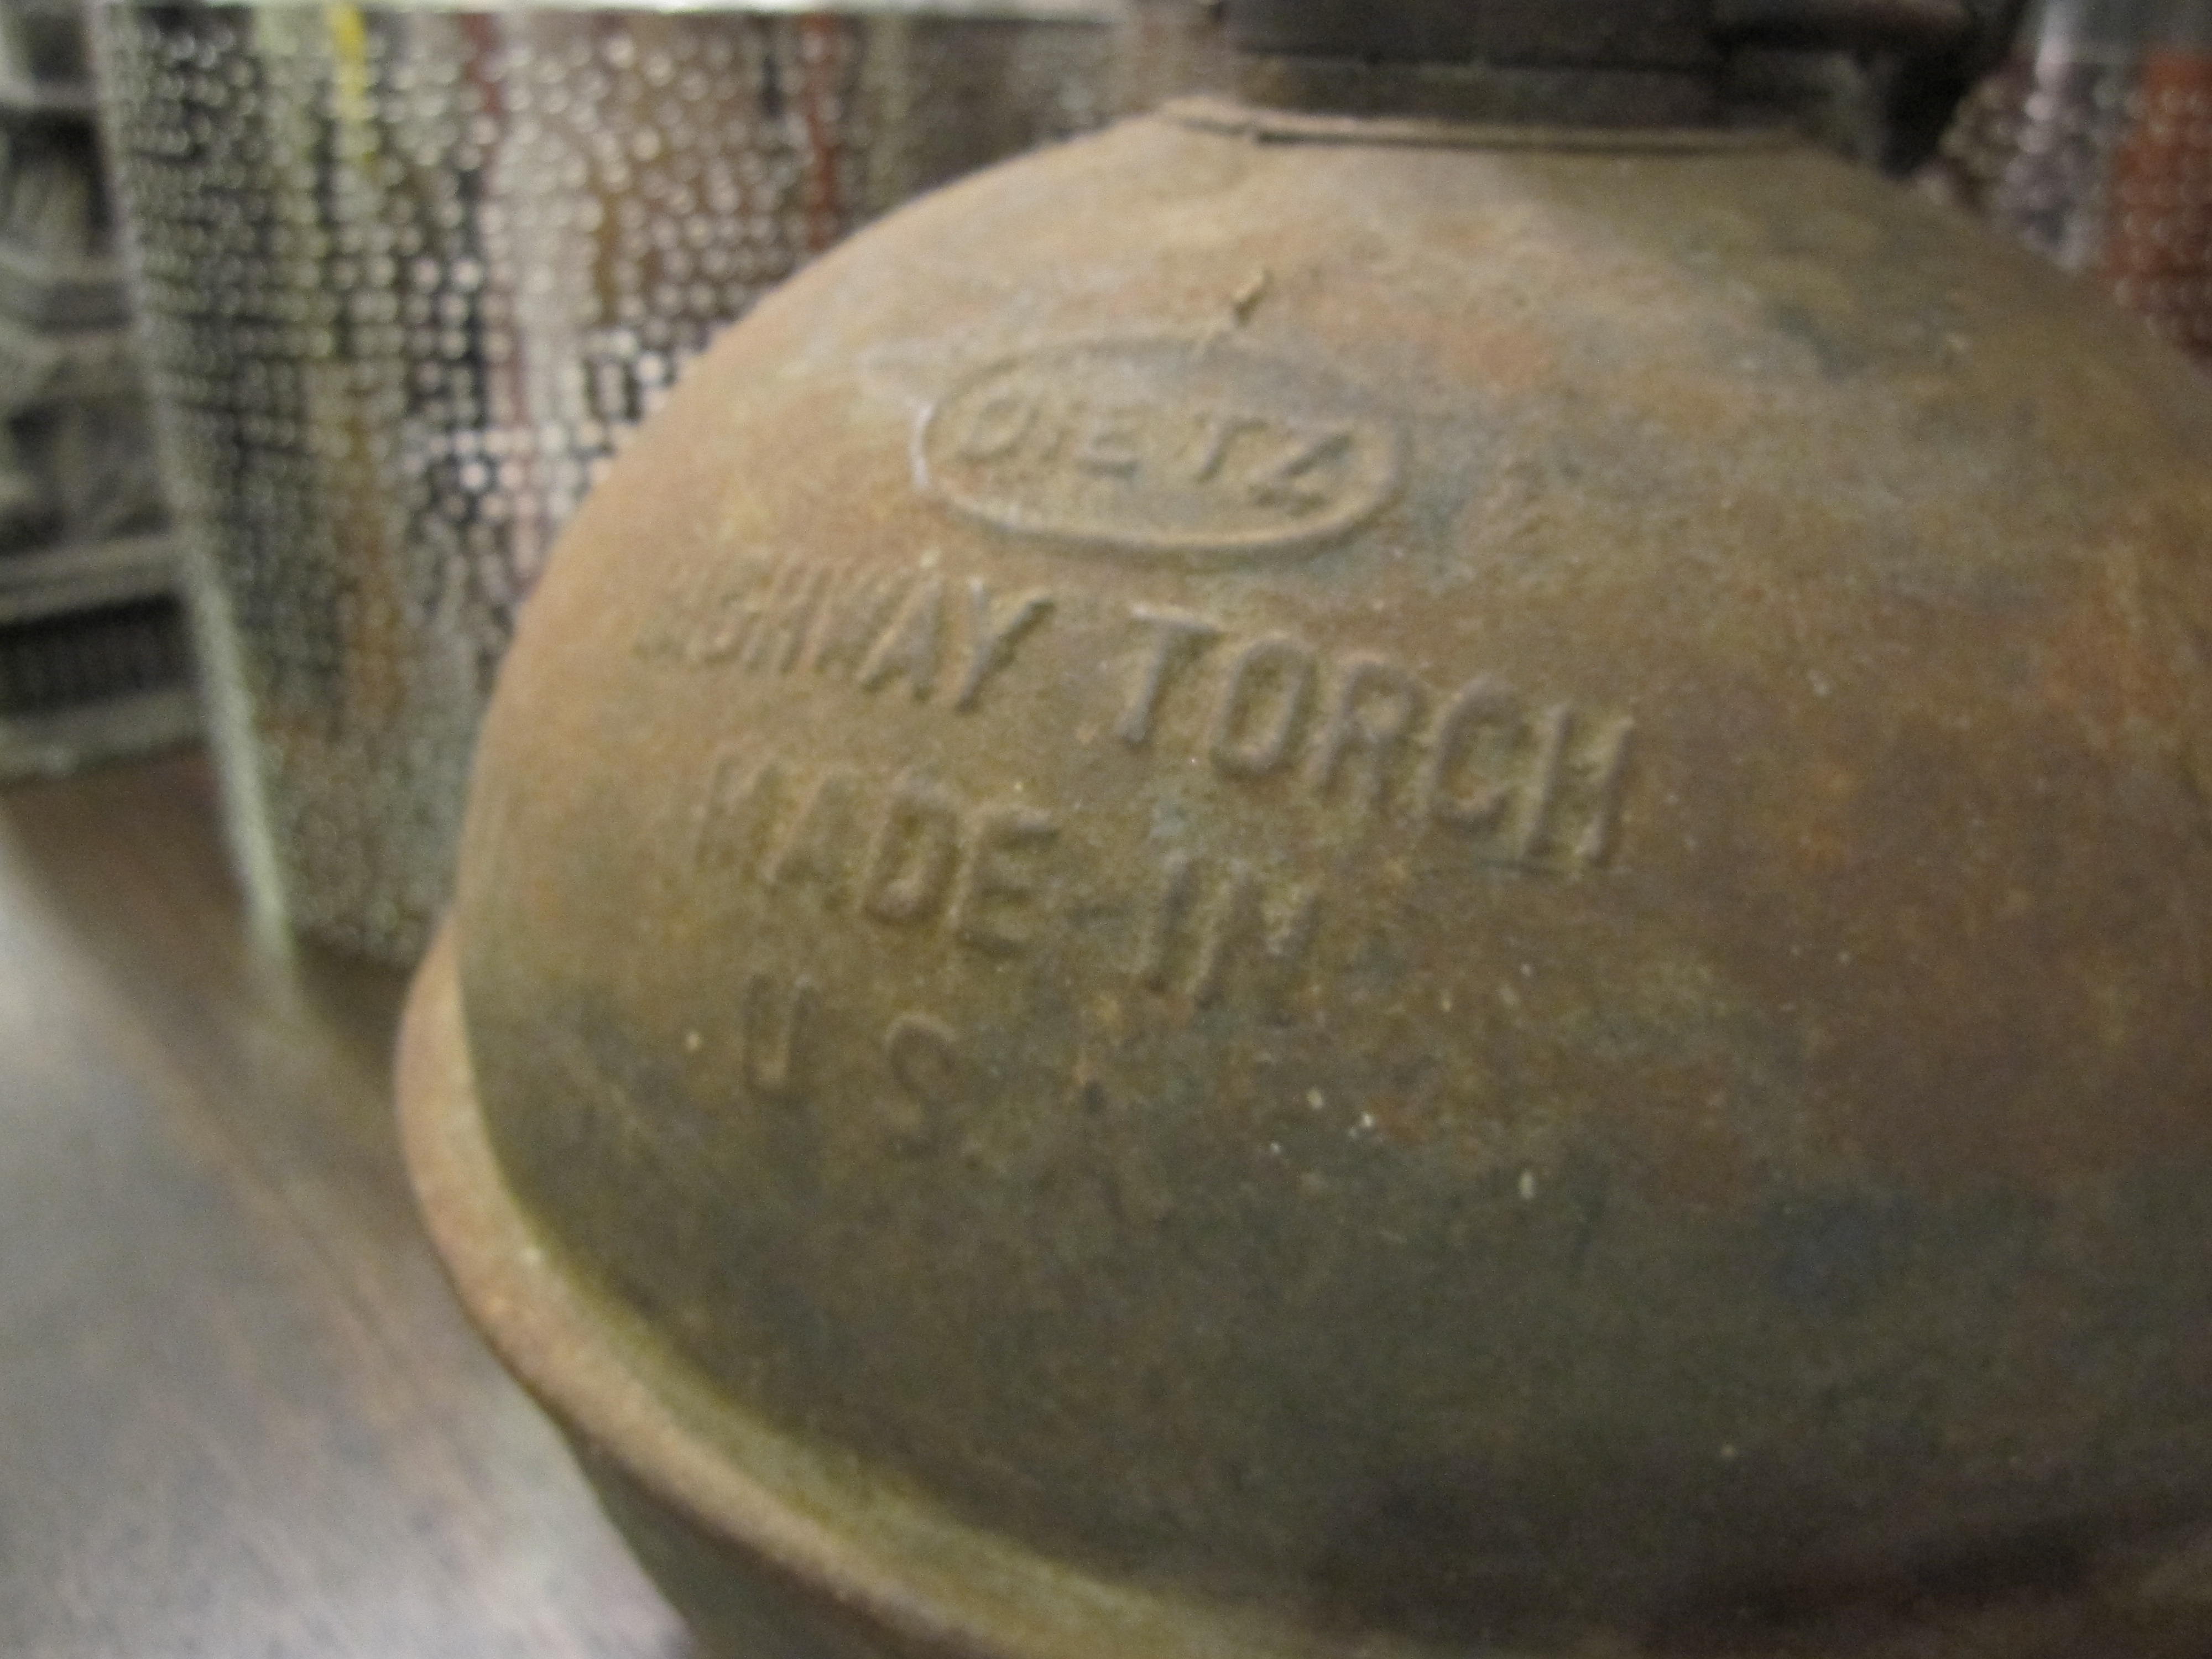 DIETZ
HIGHWAY TORCH
MADE IN
U S A